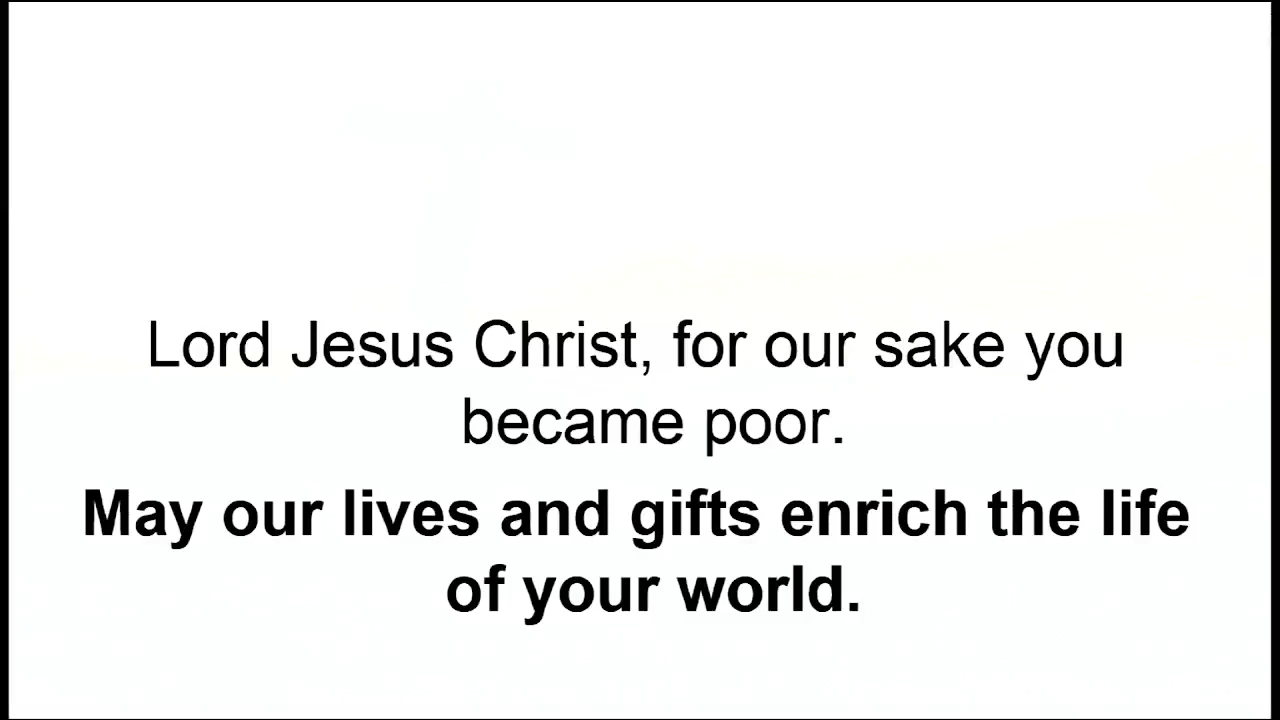 Lord Jesus Christ, for our sake you
became poor.
May our lives and gifts enrich the life
of your world.